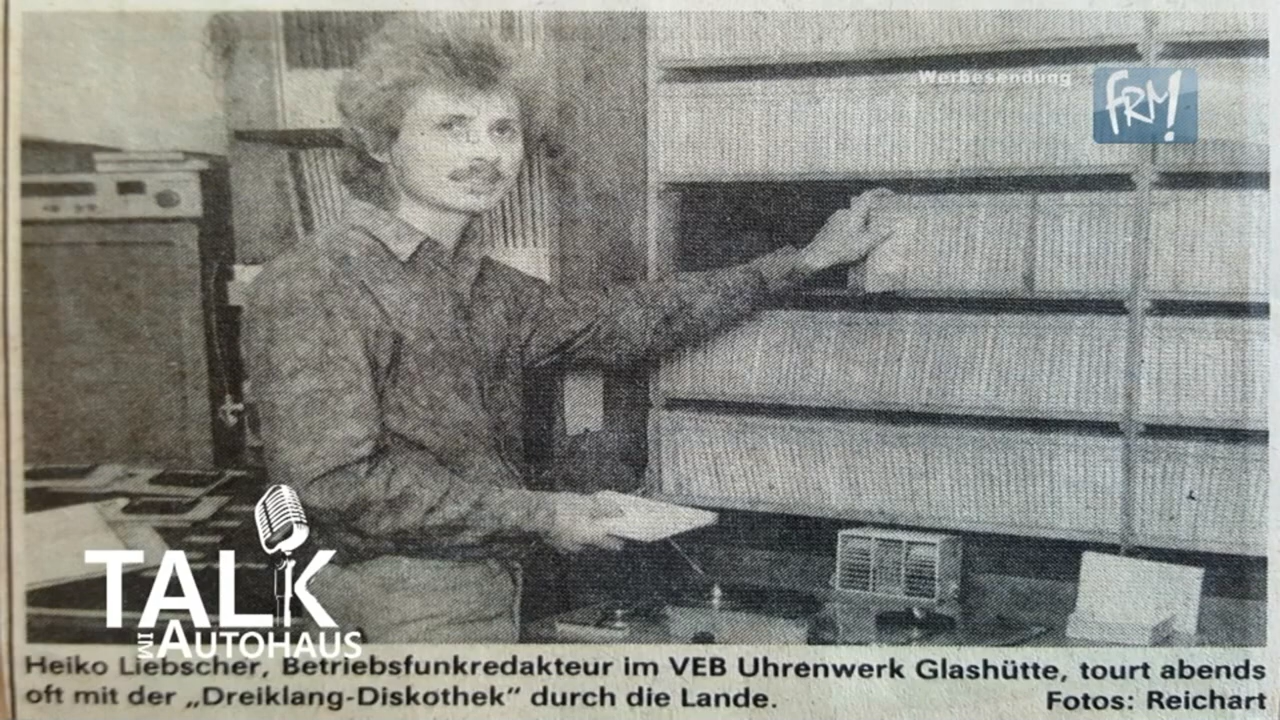 Werbesendung
FRM!
TALK
IM AUTOHAUS
Heiko Liebscher, Betriebsfunkredakteur im VEB Uhrenwerk Glashütte, tourt abends
oft mit der „Dreiklang-Diskothek“ durch die Lande. Fotos: Reichart